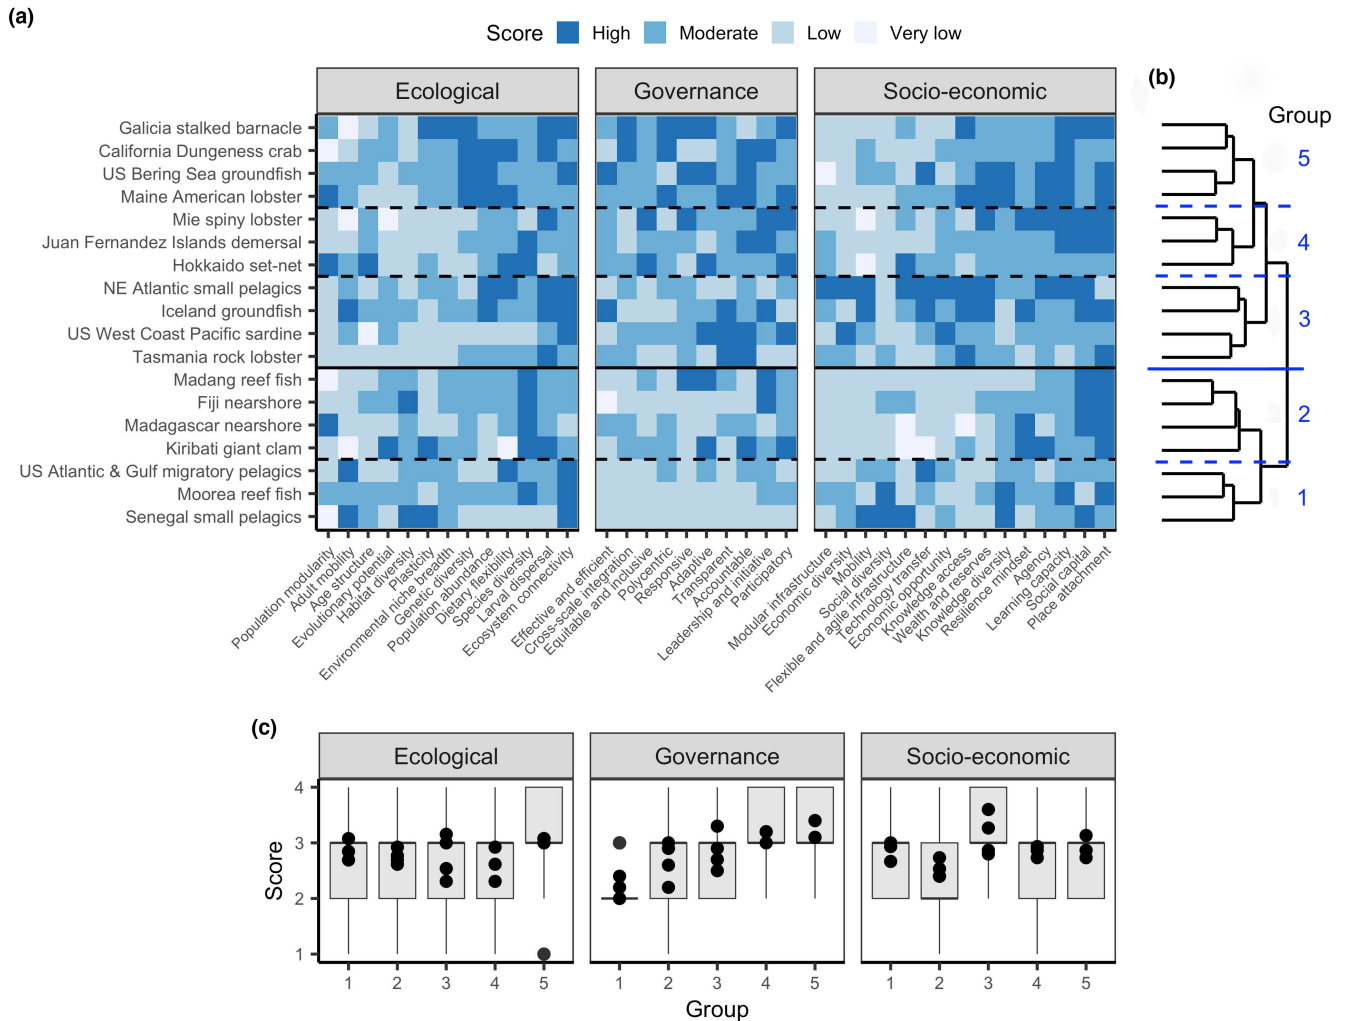 (a)
Score High Moderate Low Very low
Ecological Governance Socio-economic
(b)
Group
Galicia stalked barnacle
California Dungeness crab
US Bering Sea groundfish
Maine American lobster
Mie spiny lobster
Juan Fernandez Islands demersal
Hokkaido set-net
NE Atlantic small pelagics
Iceland groundfish
US West Coast Pacific sardine
Tasmania rock lobster
Madang reef fish
Fiji nearshore
Madagascar nearshore
Kiribati giant clam
US Atlantic & Gulf migratory pelagics
Moorea reef fish
Senegal small pelagics
5
4
3
2
1
Population modularity
Adult mobility
Age structure
Evolutionary potential
Habitat diversity
Plasticity
Environmental niche breadth
Genetic diversity
Population abundance
Dietary flexibility
Species diversity
Larval dispersal
Ecosystem connectivity
Effective and efficient
Cross-scale integration
Equitable and inclusive
Polycentric
Responsive
Adaptive
Transparent
Accountable
Leadership and initiative
Participatory
Modular infrastructure
Economic diversity
Mobility
Social diversity
Flexible and agile infrastructure
Technology transfer
Economic opportunity
Knowledge access
Wealth and reserves
Knowledge diversity
Resilience mindset
Agency
Learning capacity
Social capital
Place attachment
(c)
Ecological Governance Socio-economic
Score
4
3
2
1
1 2 3 4 5 1 2 3 4 5 1 2 3 4 5
Group